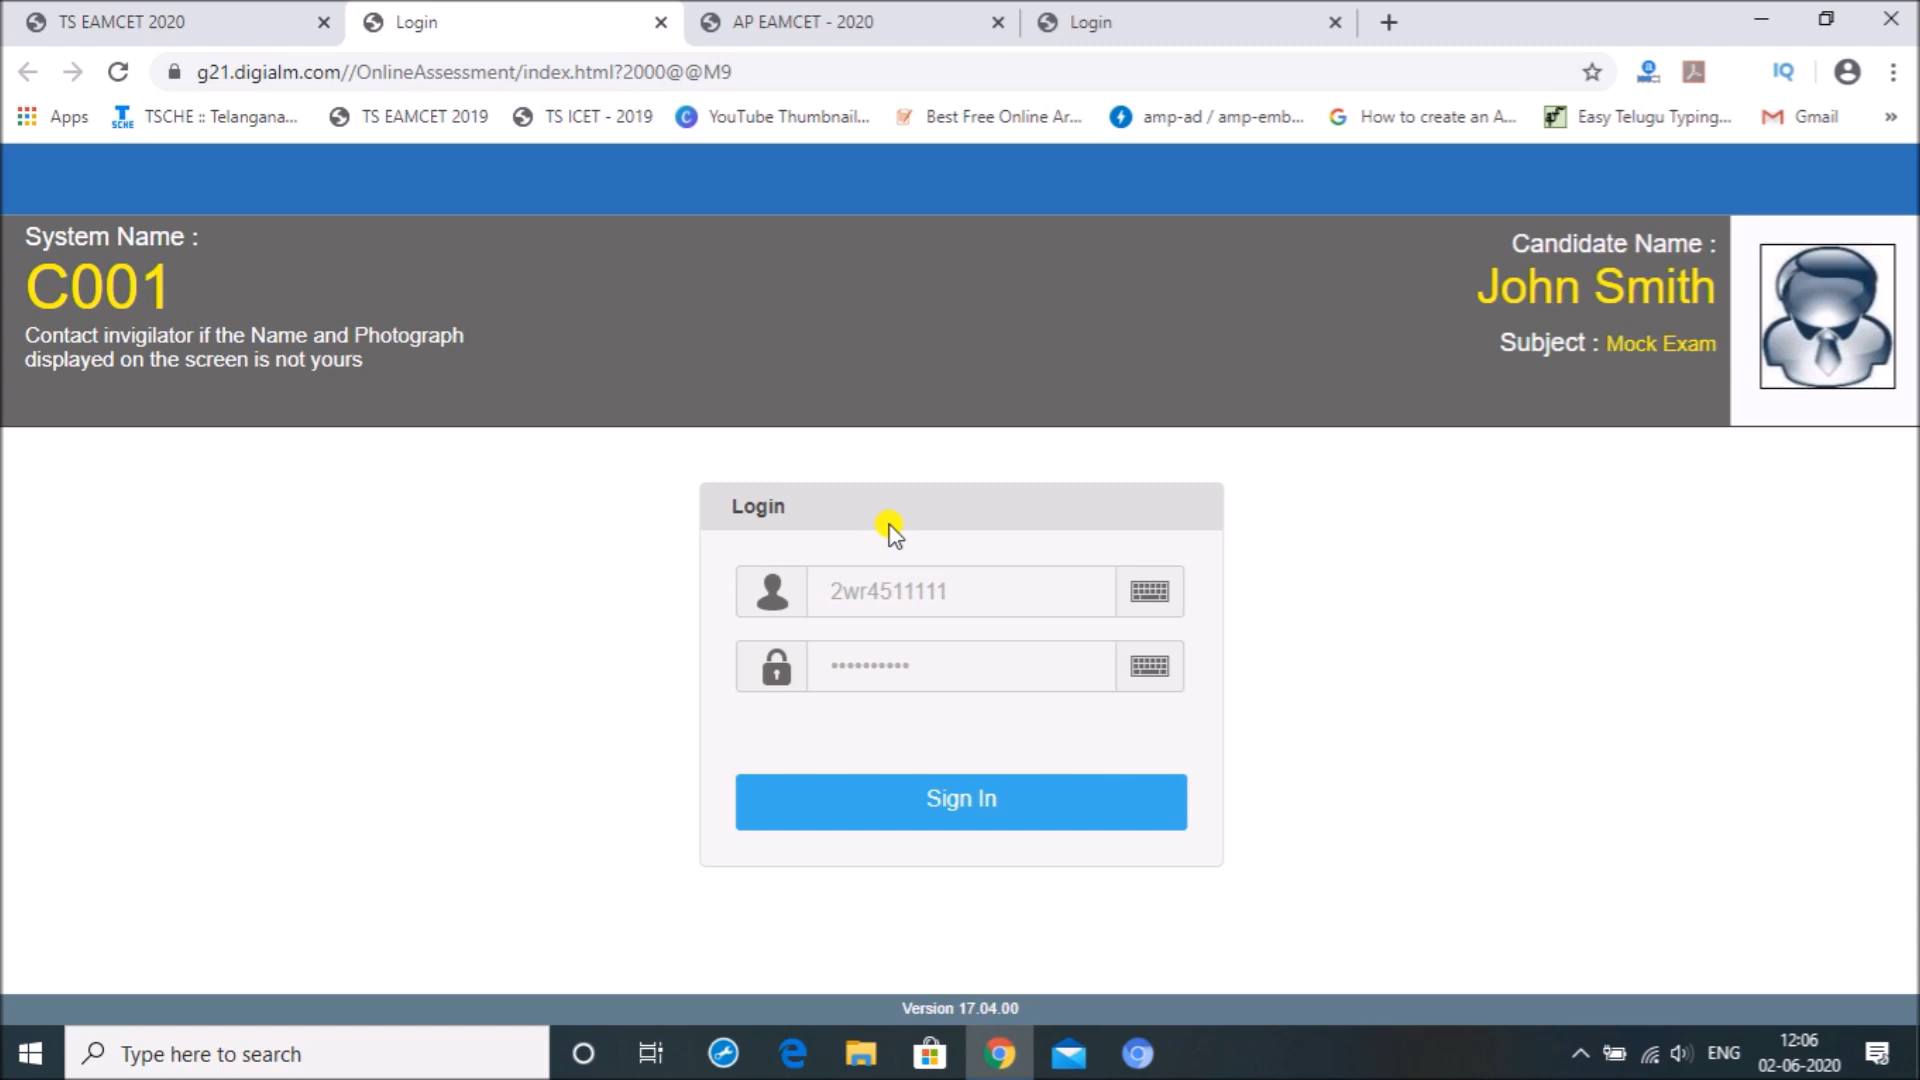 TS EAMCET 2020
Login
AP EAMCET - 2020
Login
g21.digialm.com//OnlineAssessment/index.html?2000@@M9
IQ
Apps
TSCHE :: Telangana...
TS EAMCET 2019
TS ICET - 2019
YouTube Thumbnail...
Best Free Online Ar...
amp-ad / amp-emb...
How to create an A...
Easy Telugu Typing...
Gmail
System Name :
C001
Contact invigilator if the Name and Photograph
displayed on the screen is not yours
Candidate Name :
John Smith
Subject : Mock Exam
Login
2wr4511111
Sign In
Version 17.04.00
Type here to search
ENG
12:06
02-06-2020